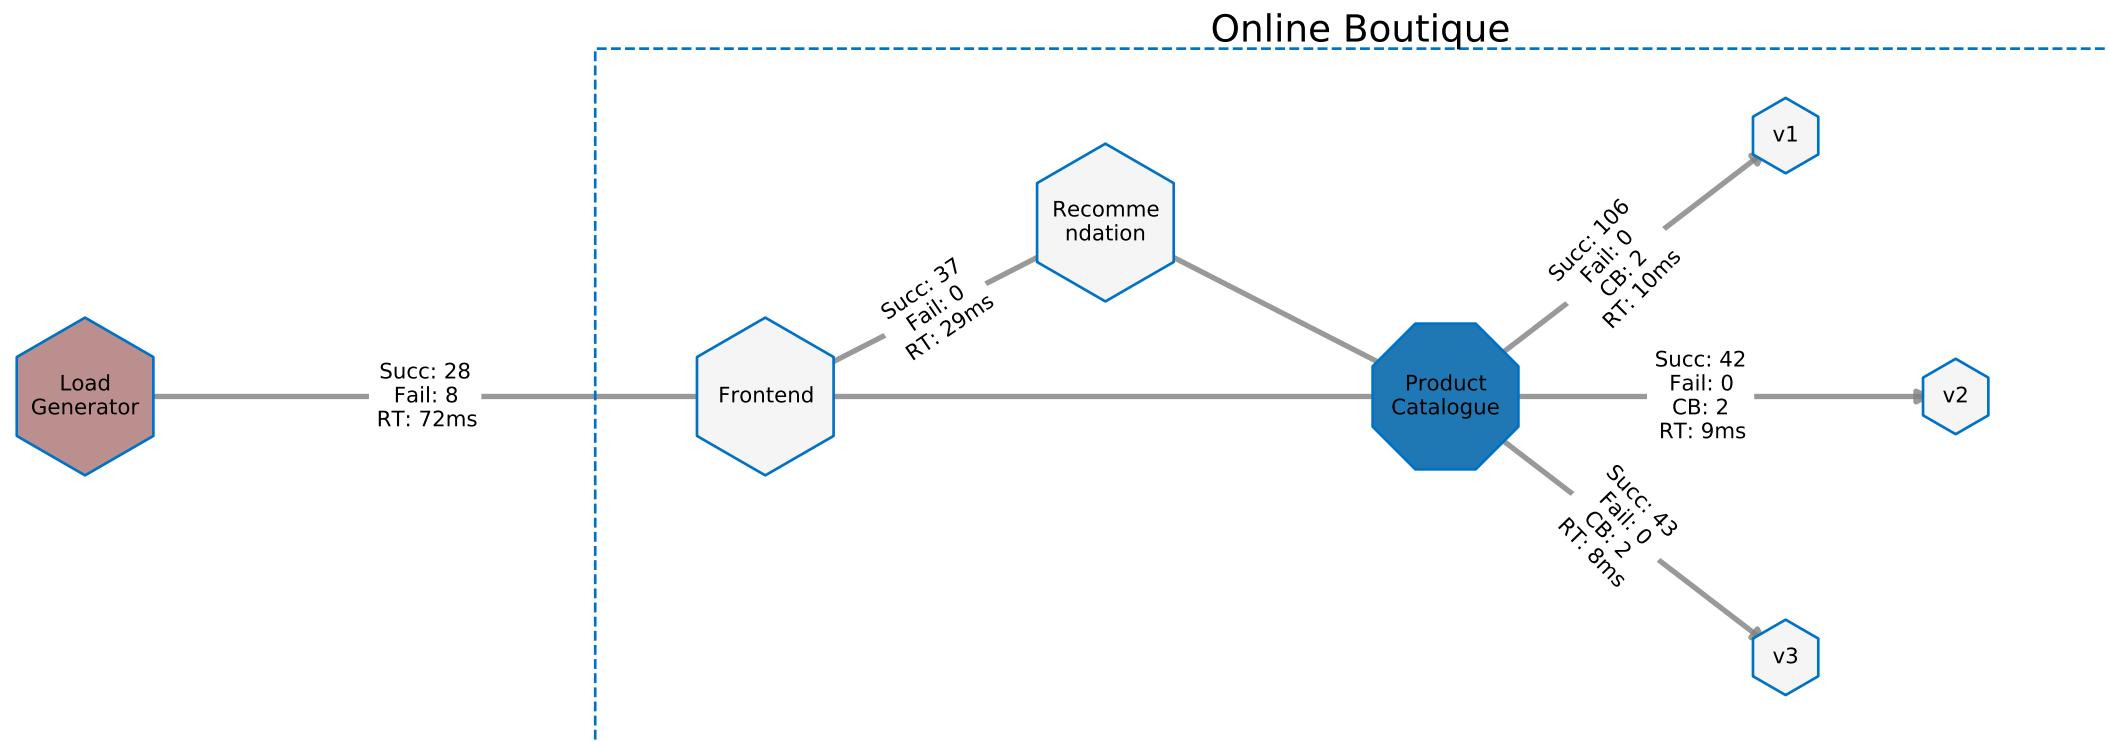 Online Boutique
v1
Recomme
ndation
Succ: 106
Fail: 0
CB: 2
RT: 10ms
Succ: 37
Fail: 0
RT: 29ms
Load
Generator
Succ: 28
Fail: 8
RT: 72ms
Frontend
Product
Catalogue
Succ: 42
Fail: 0
CB: 2
RT: 9ms
v2
Succ: 43
Fail: 0
CB: 2
RT: 8ms
v3